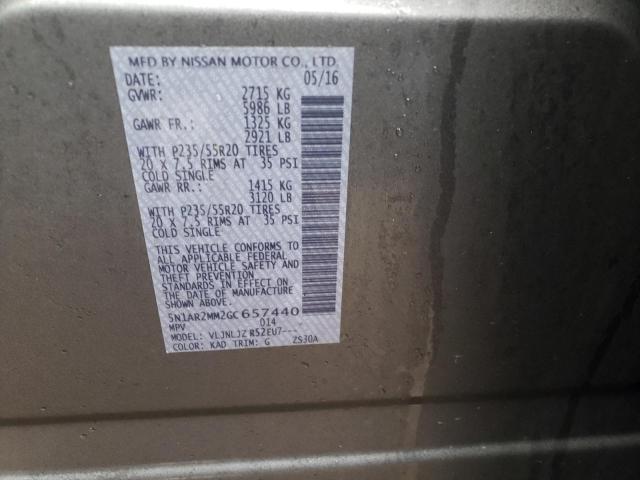 MFD BY NISSAN MOTOR CO., LTD.
DATE: 05/16
GVWR: 2715 KG
5986 LB
GAWR FR.: 1325 KG
2921 LB
WITH P235/55R20 TIRES
20 X 7.5 RIMS AT 35 PSI
COLD SINGLE
GAWR RR.: 1415 KG
3120 LB
WITH P235/55R20 TIRES
20 X 7.5 RIMS AT 35 PSI
COLD SINGLE
THIS VEHICLE CONFORMS TO
ALL APPLICABLE FEDERAL
MOTOR VEHICLE SAFETY AND
THEFT PREVENTION
STANDARDS IN EFFECT ON
THE DATE OF MANUFACTURE
SHOWN ABOVE.
5N1AR2MM2GC657440
MPV 014
MODEL: VLJNLJZ R52EU7---
COLOR: KAD TRIM: G ZS30A